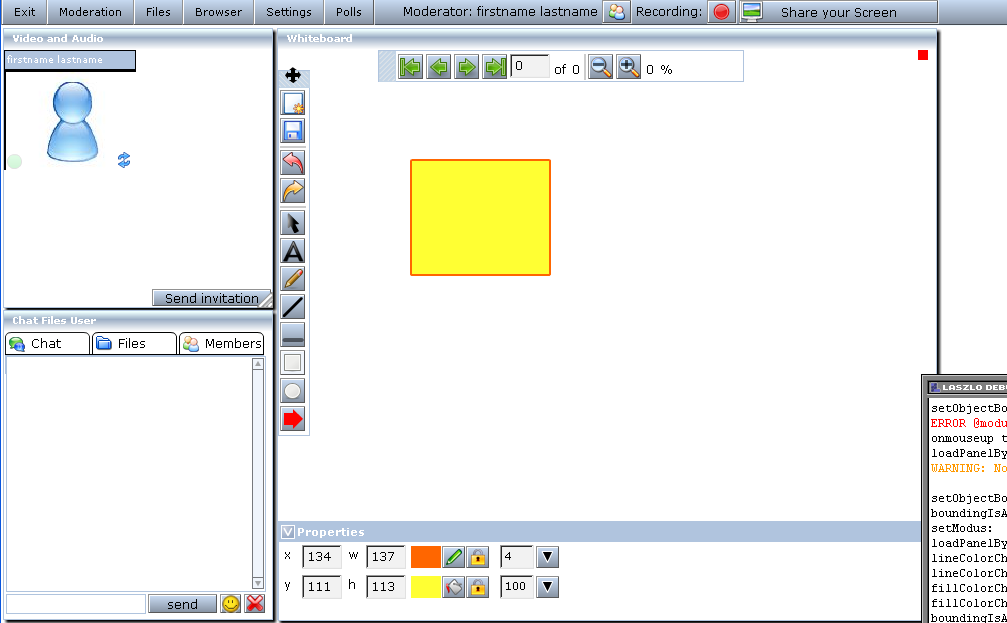 Exit Moderation Files Browser Settings Polls Moderator: firstname lastname Recording: Share your Screen
Video and Audio
firstname lastname
Send invitation
Chat Files User
Chat Files Members
send
Whiteboard
0 of 0 0 %
A
Properties
x 134 w 137 4
y 111 h 113 100
LASZLO
setObjectBo
ERROR @modu
onmouseup t
loadPanelBy
WARNING: No
setObjectBo
boundingIsA
setModus:
loadPanelBy
lineColorCh
lineColorCh
fillColorCh
fillColorCh
boundingIsA